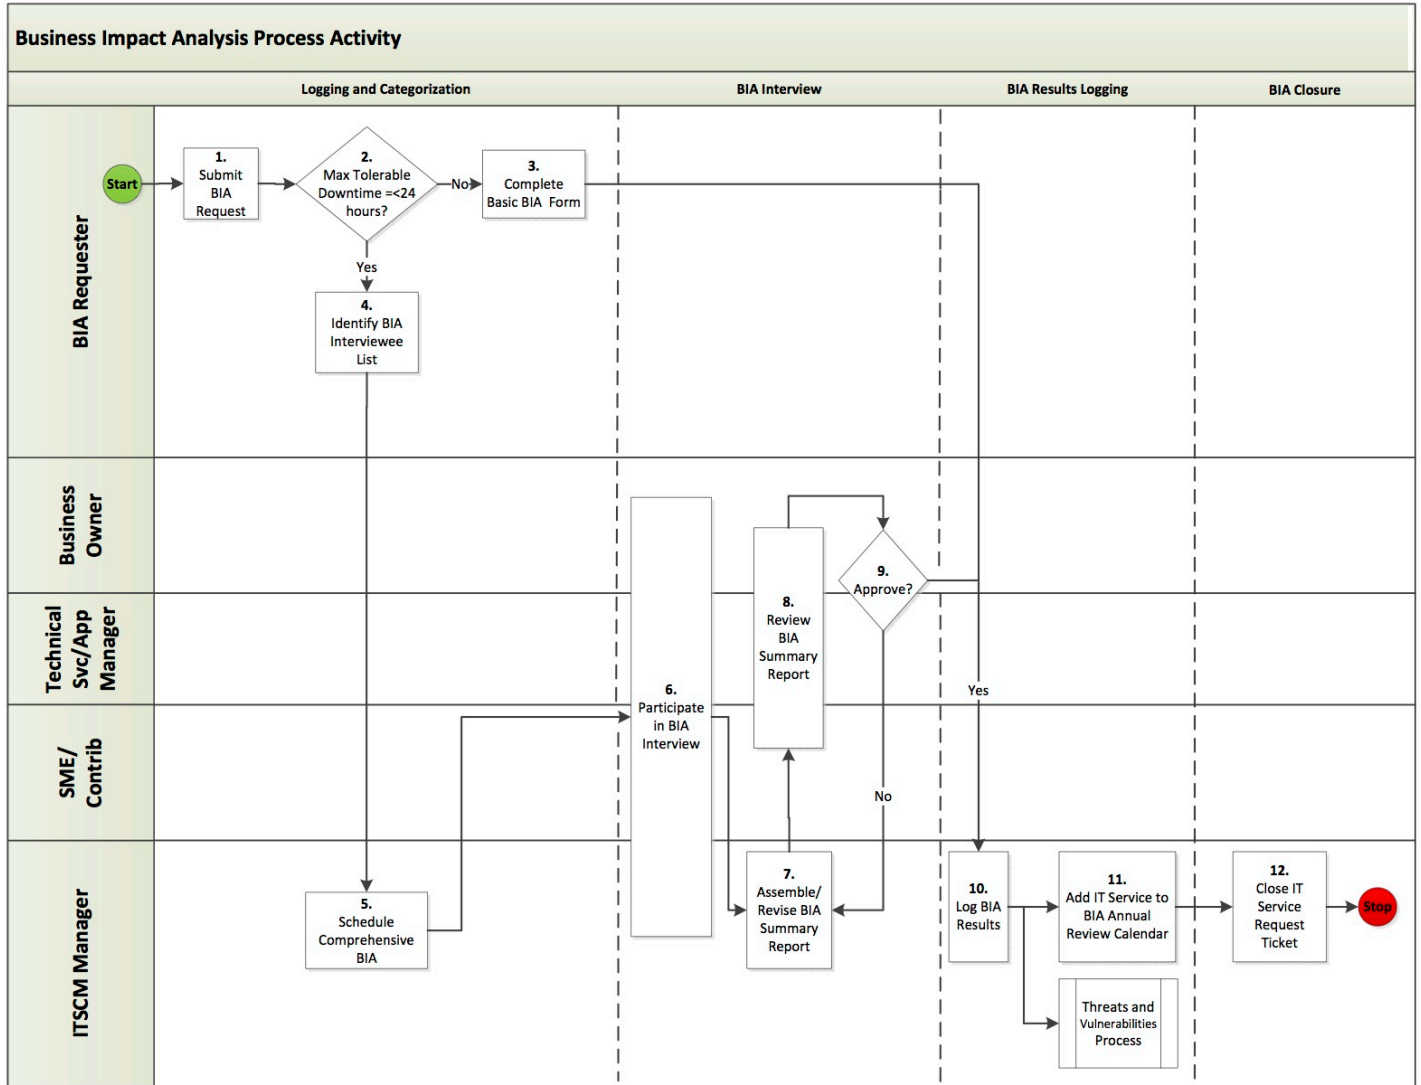 Business Impact Analysis Process Activity
Logging and Categorization
BIA Interview
BIA Results Logging
BIA Closure
BIA Requester
Start
1.
Submit
BIA
Request
2.
Max Tolerable
Downtime =<24
hours?
No
3.
Complete
Basic BIA Form
Yes
4.
Identify BIA
Interviewee
List
Business
Owner
9.
Approve?
Technical
Svc/App
Manager
8.
Review
BIA
Summary
Report
Yes
6.
Participate
in BIA
Interview
SME/
Contrib
No
ITSCM Manager
5.
Schedule
Comprehensive
BIA
7.
Assemble/
Revise BIA
Summary
Report
10.
Log BIA
Results
11.
Add IT Service to
BIA Annual
Review Calendar
12.
Close IT
Service
Request
Ticket
Stop
Threats and
Vulnerabilities
Process